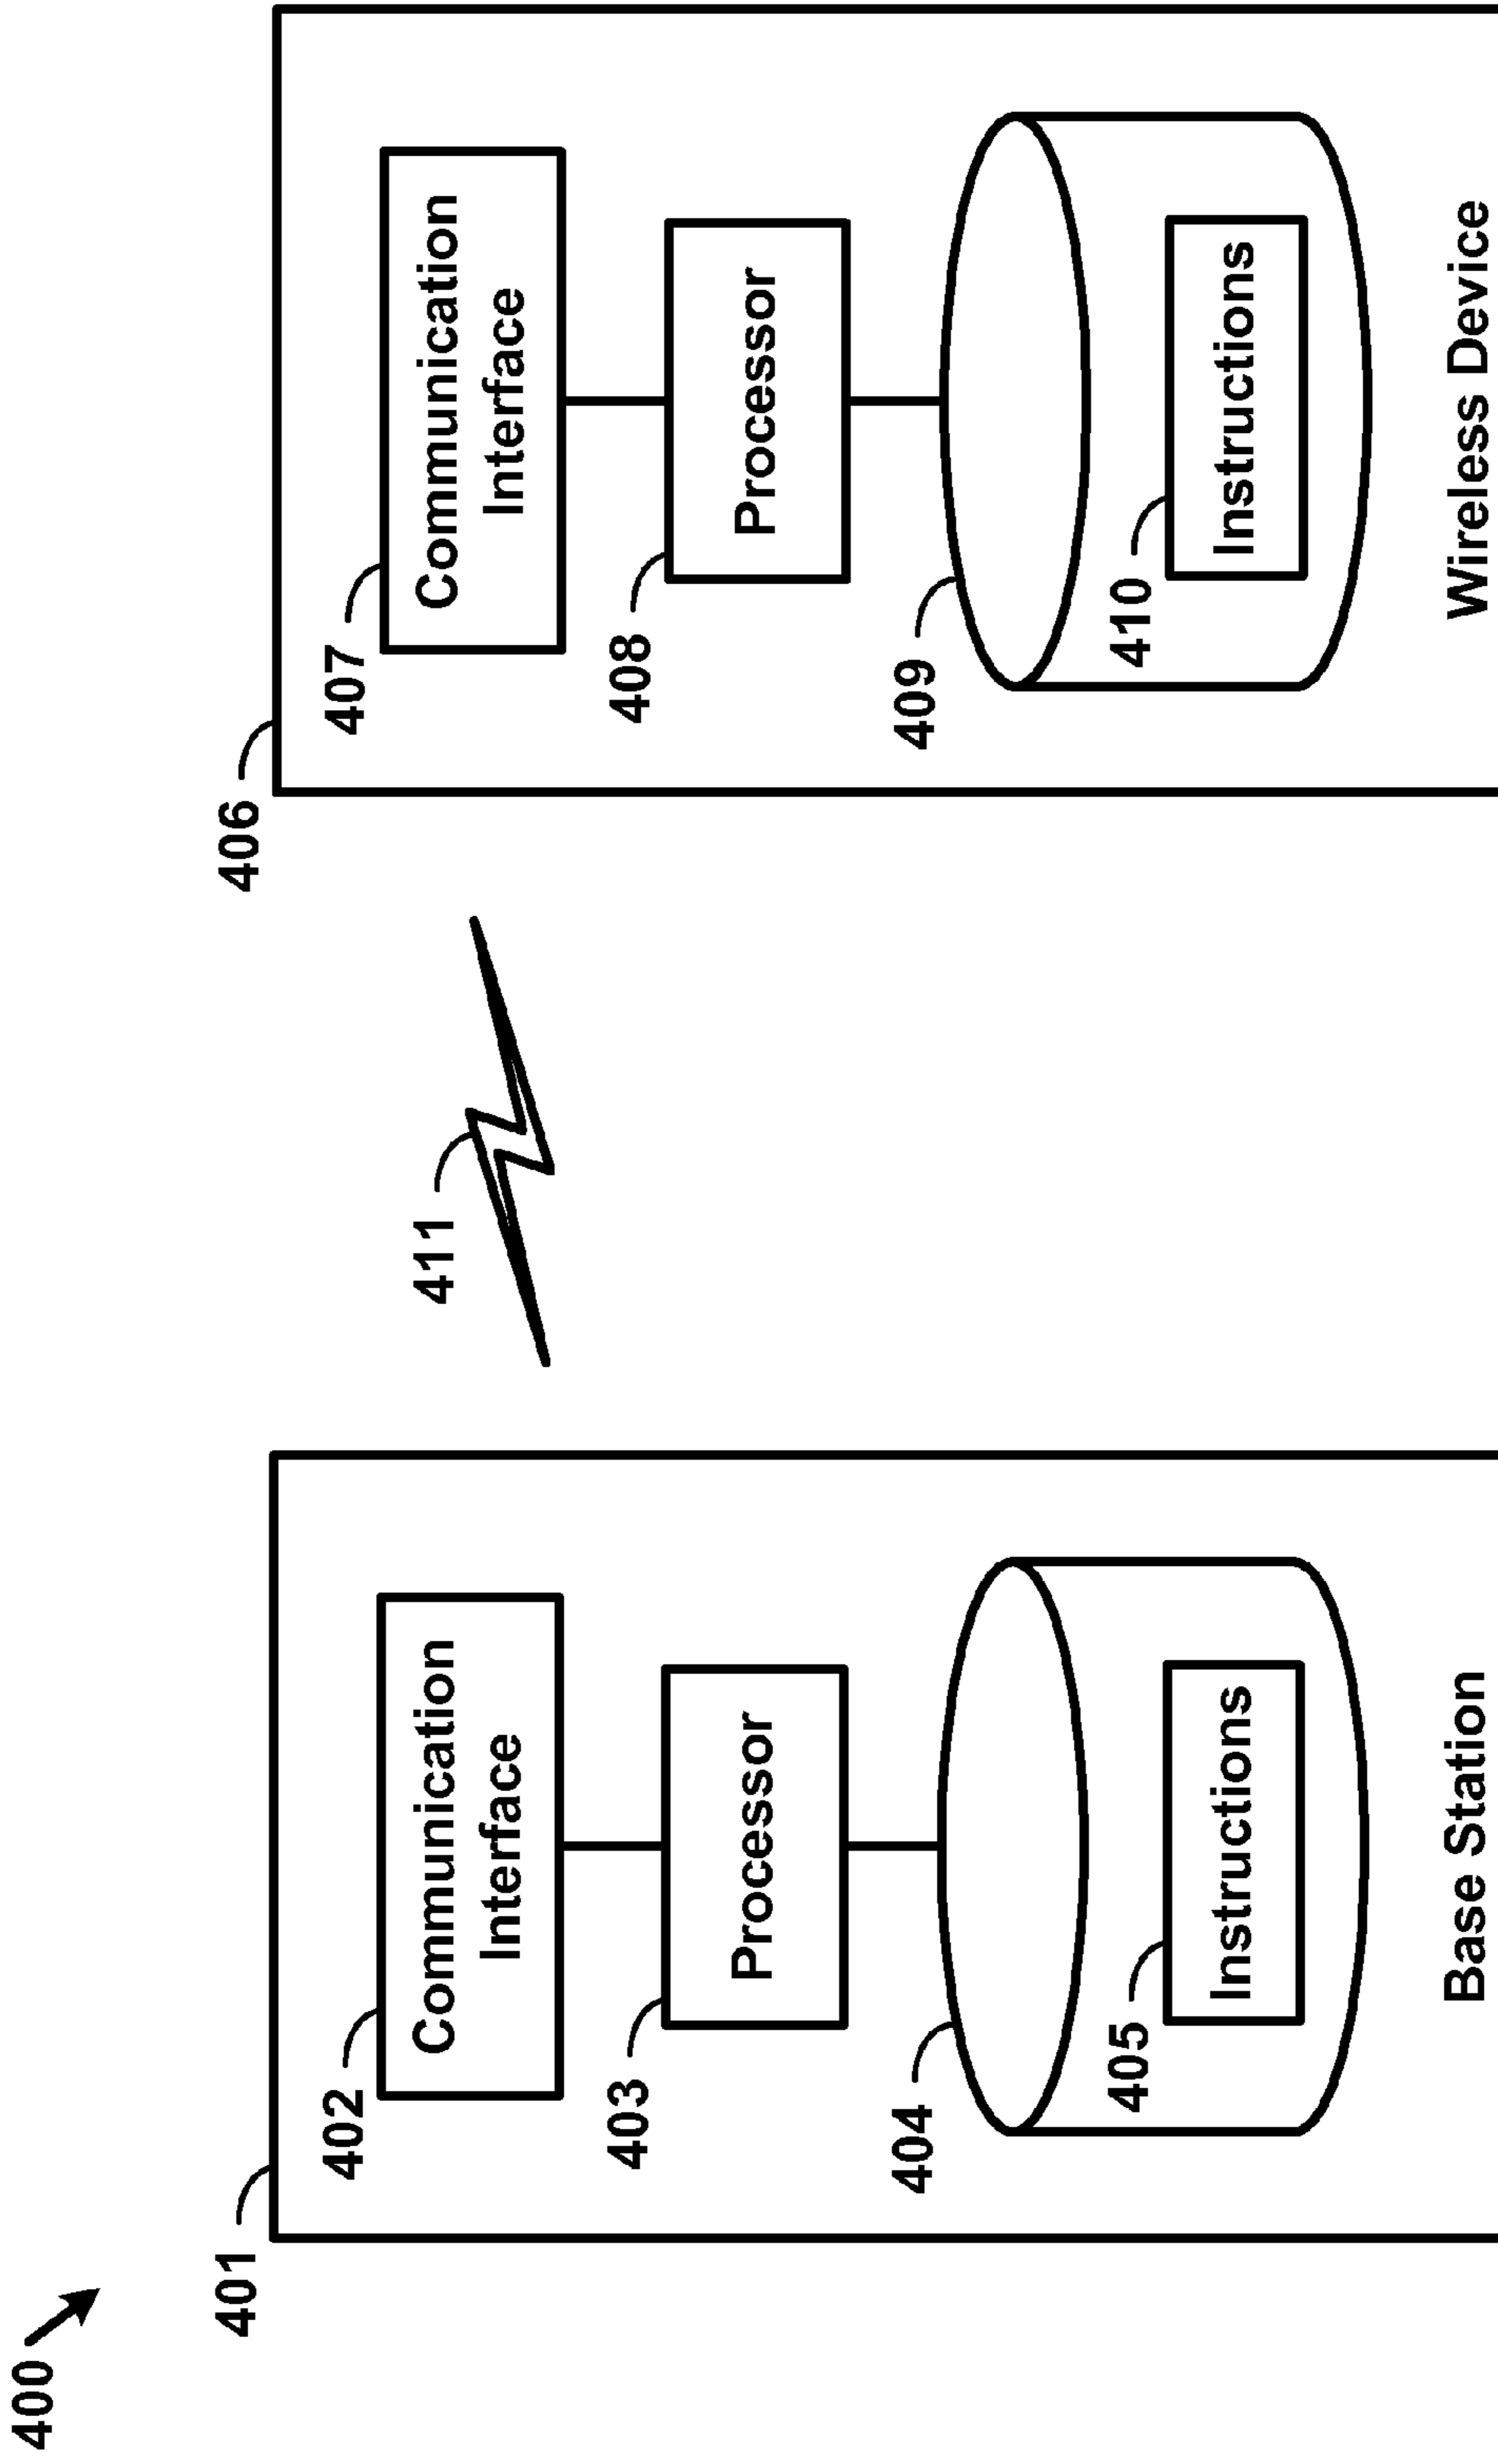 400
401
402
Communication
Interface
403
Processor
404
405
Instructions
Base Station
411
406
407
Communication
Interface
408
Processor
409
410
Instructions
Wireless Device